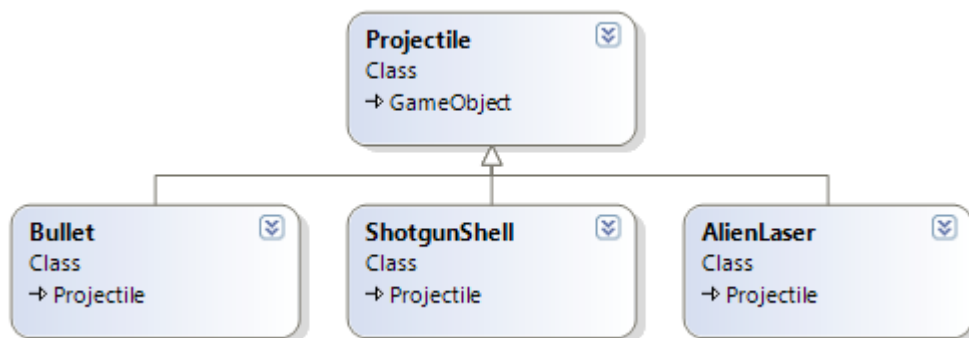 Projectile
Class
GameObject
Bullet
Class
Projectile
ShotgunShell
Class
Projectile
AlienLaser
Class
Projectile